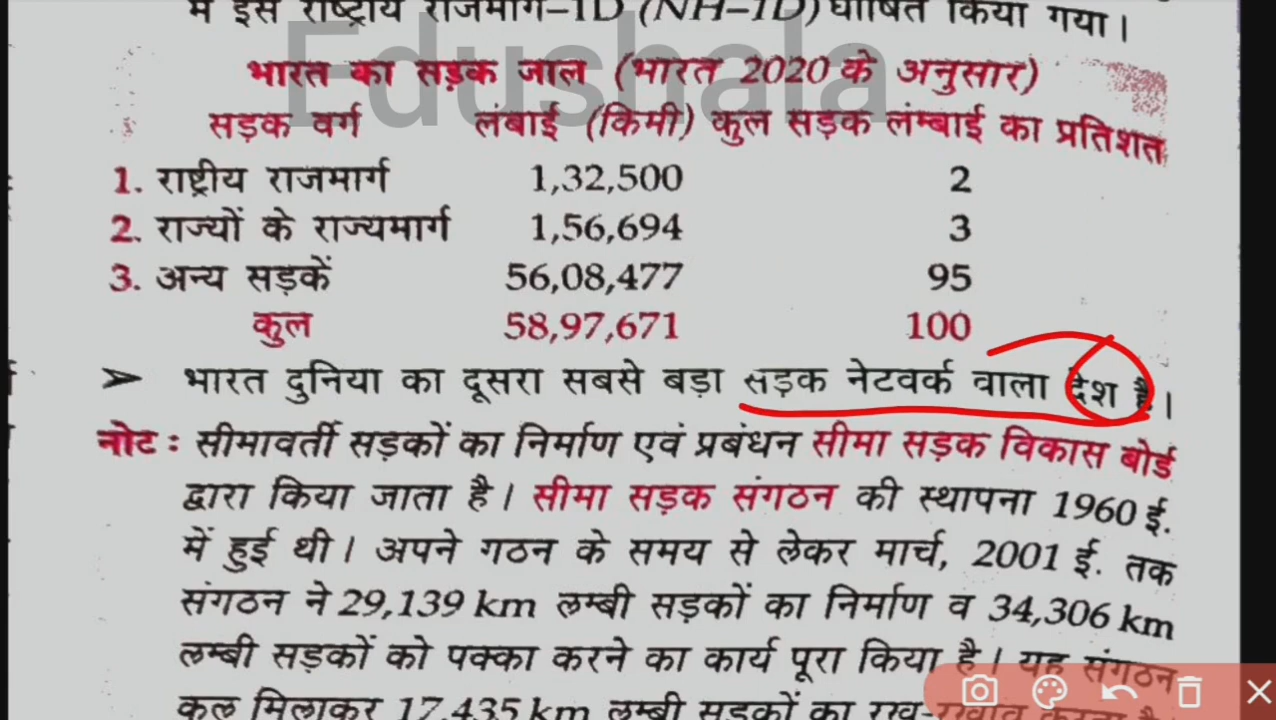 में इसे राष्ट्रीय राजमार्ग-1D (NH-1D) घोषित किया गया।
Edushala
भारत का सड़क जाल (भारत 2020 के अनुसार)
सड़क वर्ग लंबाई (किमी) कुल सड़क लंम्बाई का प्रतिशत
1. राष्ट्रीय राजमार्ग 1,32,500 2
2. राज्यों के राज्यमार्ग 1,56,694 3
3. अन्य सड़कें 56,08,477 95
कुल 58,97,671 100
➤ भारत दुनिया का दूसरा सबसे बड़ा सड़क नेटवर्क वाला देश है।
नोट : सीमावर्ती सड़कों का निर्माण एवं प्रबंधन सीमा सड़क विकास बोर्ड
द्वारा किया जाता है। सीमा सड़क संगठन की स्थापना 1960 ई.
में हुई थी। अपने गठन के समय से लेकर मार्च, 2001 ई. तक
संगठन ने 29,139 km लम्बी सड़कों का निर्माण व 34,306 km
लम्बी सड़कों को पक्का करने का कार्य पूरा किया है। यह संगठन
कुल मिलाकर 17,435 km लम्बी सड़कों का रख-रखाव